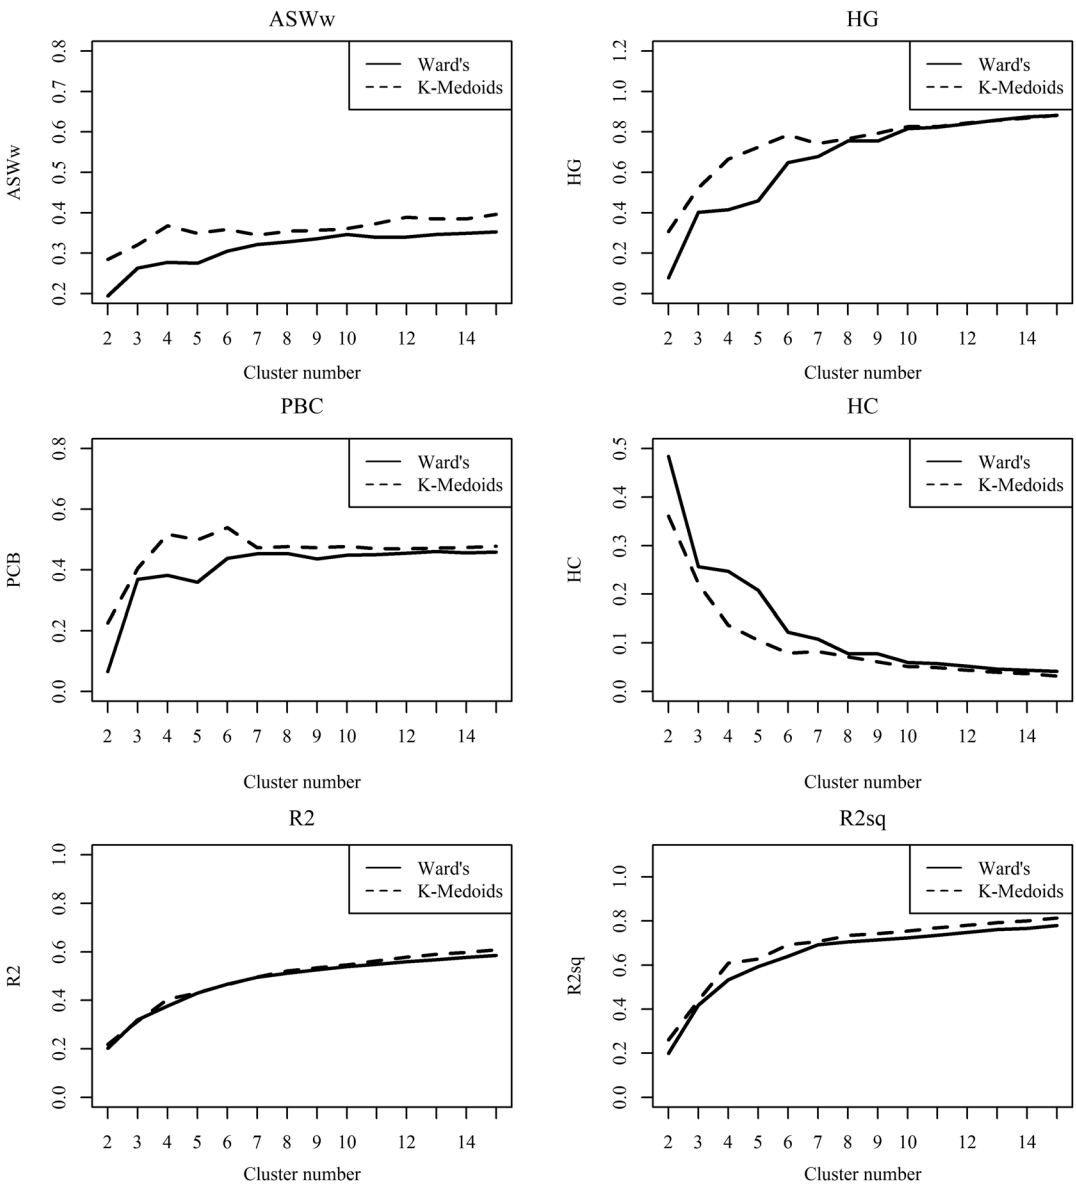 ASWw
HG
ASWw
0.2 0.3 0.4 0.5 0.6 0.7 0.8
Ward's
K-Medoids
2 3 4 5 6 7 8 9 10 12 14
Cluster number
HG
0.0 0.2 0.4 0.6 0.8 1.0 1.2
Ward's
K-Medoids
2 3 4 5 6 7 8 9 10 12 14
Cluster number
PBC
HC
PCB
0.0 0.2 0.4 0.6 0.8
Ward's
K-Medoids
2 3 4 5 6 7 8 9 10 12 14
Cluster number
HC
0.0 0.1 0.2 0.3 0.4 0.5
Ward's
K-Medoids
2 3 4 5 6 7 8 9 10 12 14
Cluster number
R2
R2sq
R2
0.0 0.2 0.4 0.6 0.8 1.0
Ward's
K-Medoids
2 3 4 5 6 7 8 9 10 12 14
Cluster number
R2sq
0.0 0.2 0.4 0.6 0.8 1.0
Ward's
K-Medoids
2 3 4 5 6 7 8 9 10 12 14
Cluster number